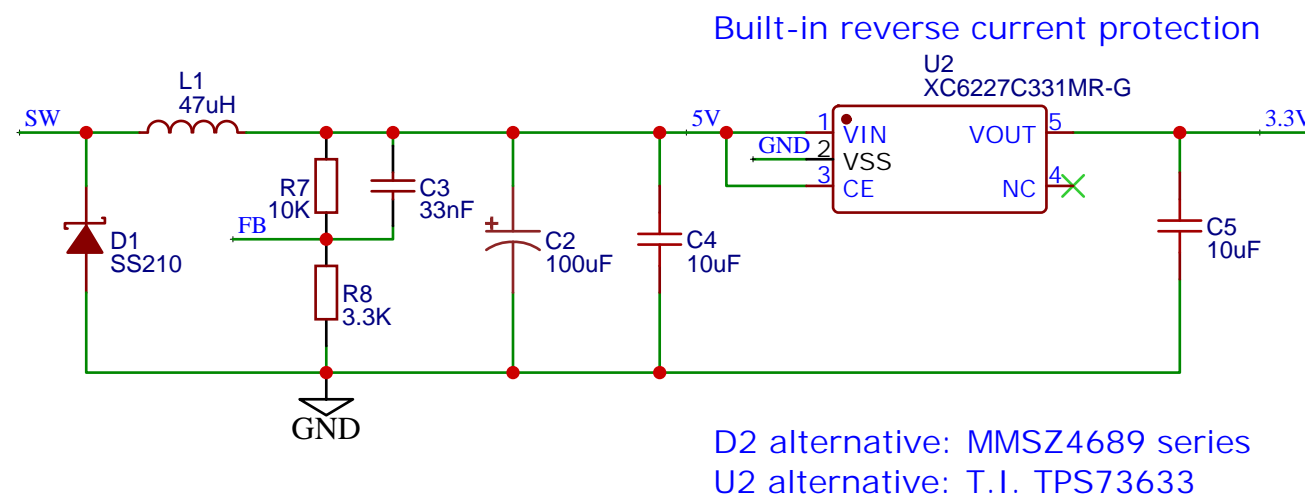 Built-in reverse current protection
U2
XC6227C331MR-G
L1
47uH
SW
5V
3.3V
1
VIN
VOUT
5
GND
2
VSS
3
CE
NC
4
R7
10K
C3
33nF
FB
D1
SS210
C2
100uF
C4
10uF
C5
10uF
R8
3.3K
GND
D2 alternative: MMSZ4689 series
U2 alternative: T.I. TPS73633